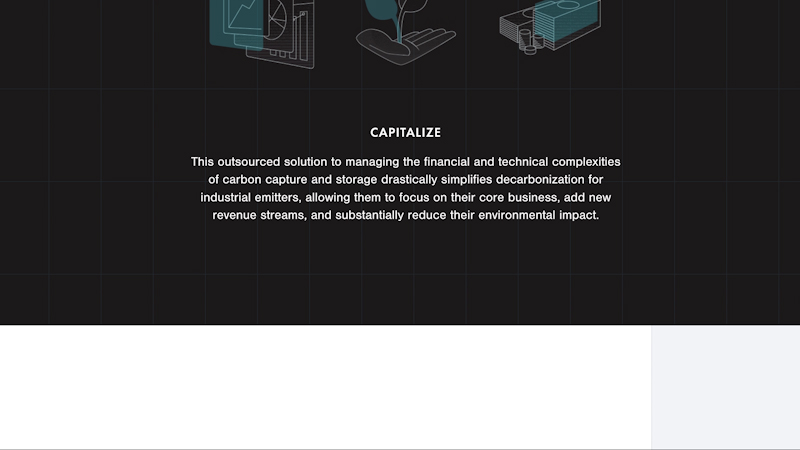 CAPITALIZE
This outsourced solution to managing the financial and technical complexities
of carbon capture and storage drastically simplifies decarbonization for
industrial emitters, allowing them to focus on their core business, add new
revenue streams, and substantially reduce their environmental impact.